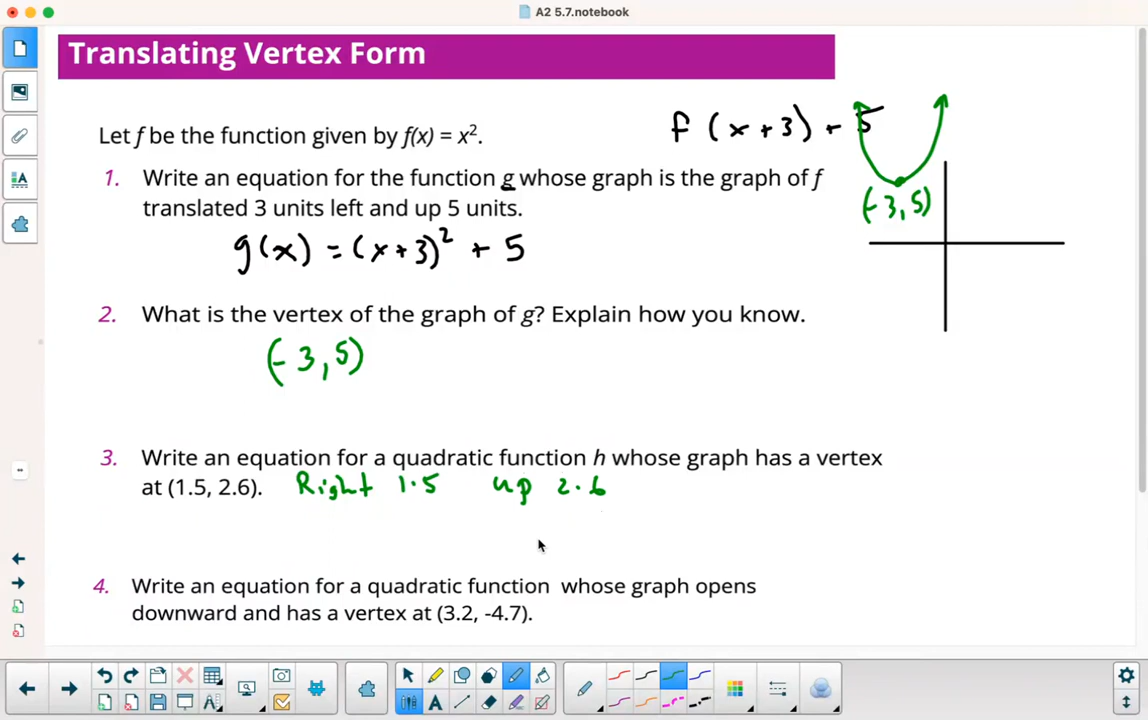 A2 5.7.notebook
Translating Vertex Form
Let f be the function given by f(x) = x².
f (x+3) + 5
1. Write an equation for the function g whose graph is the graph of f
translated 3 units left and up 5 units.
(-3,5)
g(x) = (x+3)² + 5
2. What is the vertex of the graph of g? Explain how you know.
(-3,5)
3. Write an equation for a quadratic function h whose graph has a vertex
at (1.5, 2.6). Right 1.5 up 2.6
4. Write an equation for a quadratic function whose graph opens
downward and has a vertex at (3.2, -4.7).